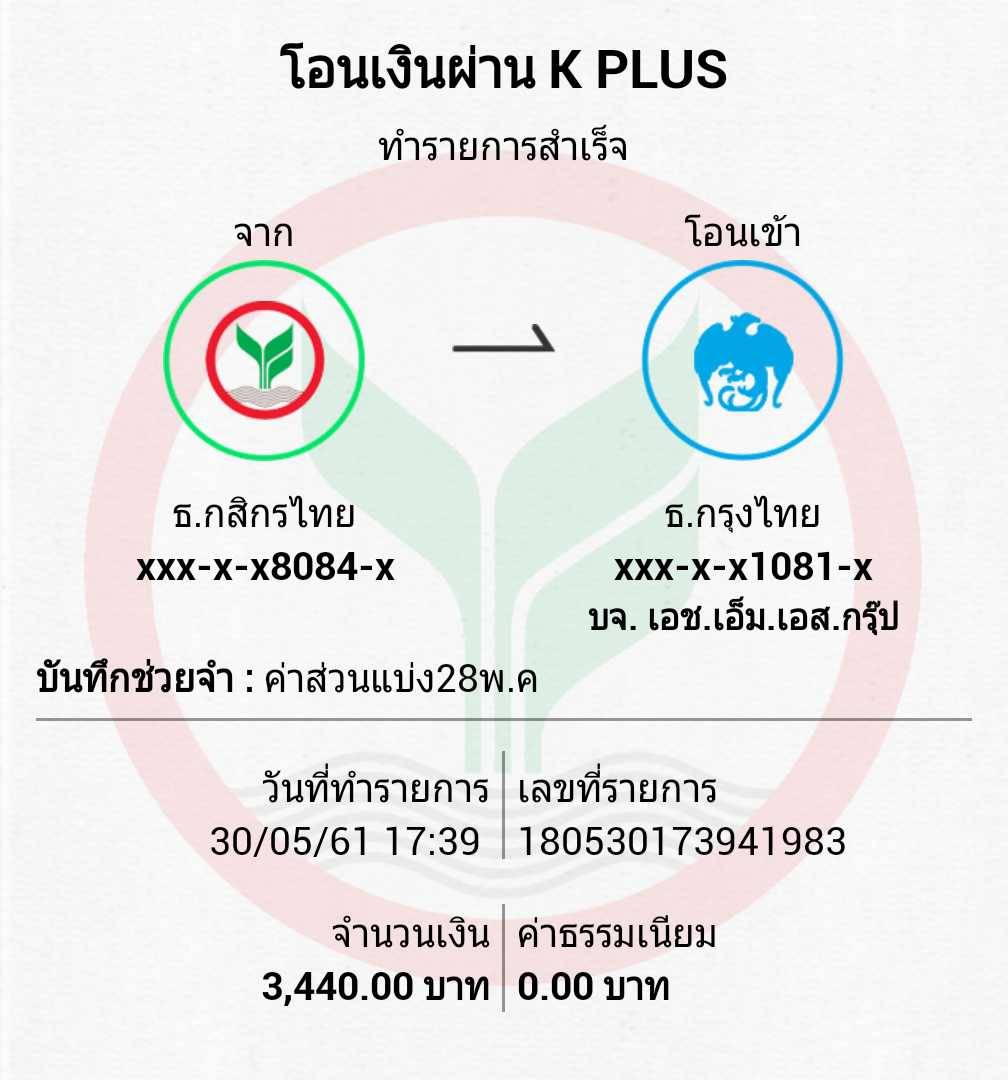 โอนเงินผ่าน K PLUS
ทำรายการสำเร็จ
จาก
โอนเข้า
ธ.กสิกรไทย
xxx-x-x8084-x
ธ.กรุงไทย
xxx-x-x1081-x
บจ. เอช.เอ็ม.เอส.กรุ๊ป
บันทึกช่วยจำ : ค่าส่วนแบ่ง28พ.ค
วันที่ทำรายการ
30/05/61 17:39
เลขที่รายการ
180530173941983
จำนวนเงิน
3,440.00 บาท
ค่าธรรมเนียม
0.00 บาท